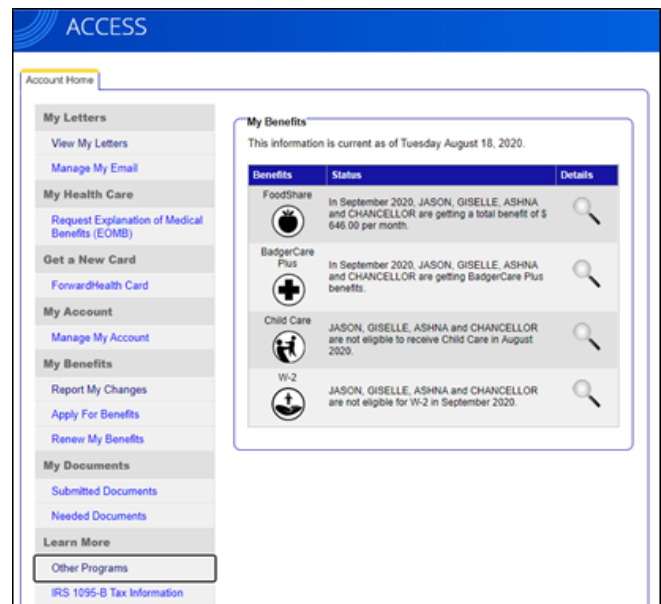 ACCESS
Account Home
My Letters
View My Letters
Manage My Email
My Health Care
Request Explanation of Medical
Benefits (EOMB)
Get a New Card
ForwardHealth Card
My Account
Manage My Account
My Benefits
Report My Changes
Apply For Benefits
Renew My Benefits
My Documents
Submitted Documents
Needed Documents
Learn More
Other Programs
IRS 1095-B Tax Information
My Benefits
This information is current as of Tuesday August 18, 2020.
Benefits Status Details
FoodShare
In September 2020, JASON, GISELLE, ASHNA
and CHANCELLOR are getting a total benefit of $
646.00 per month.
BadgerCare
Plus
In September 2020, JASON, GISELLE, ASHNA
and CHANCELLOR are getting BadgerCare Plus
benefits.
Child Care
JASON, GISELLE, ASHNA and CHANCELLOR
are not eligible to receive Child Care in August
2020.
W-2
JASON, GISELLE, ASHNA and CHANCELLOR
are not eligible for W-2 in September 2020.